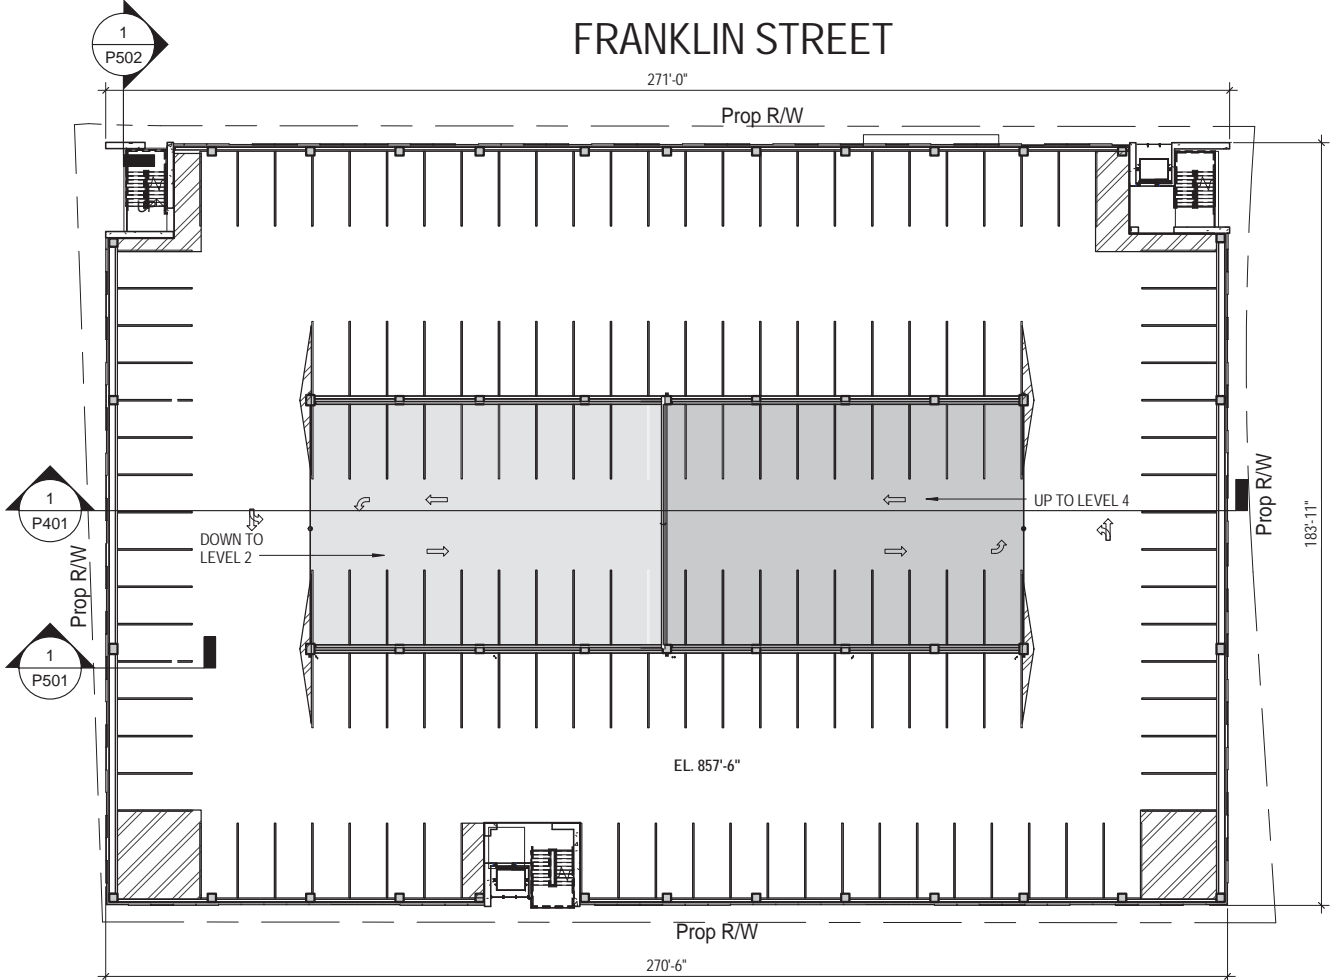 FRANKLIN STREET
1
P502
271'-0"
Prop R/W
1
P401
Prop R/W
UP TO LEVEL 4
DOWN TO
LEVEL 2
Prop R/W
183'-11"
1
P501
EL. 857'-6"
Prop R/W
270'-6"